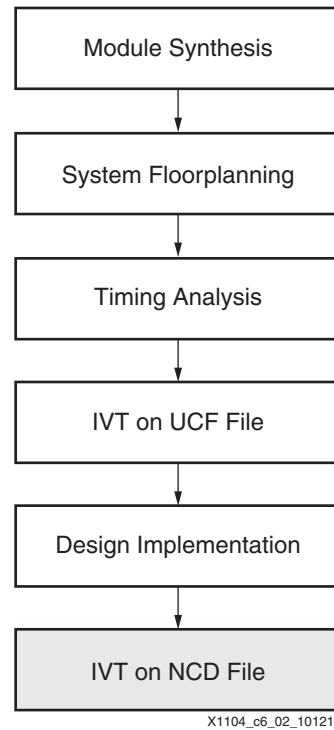 Module Synthesis
System Floorplanning
Timing Analysis
IVT on UCF File
Design Implementation
IVT on NCD File
X1104_c6_02_10121